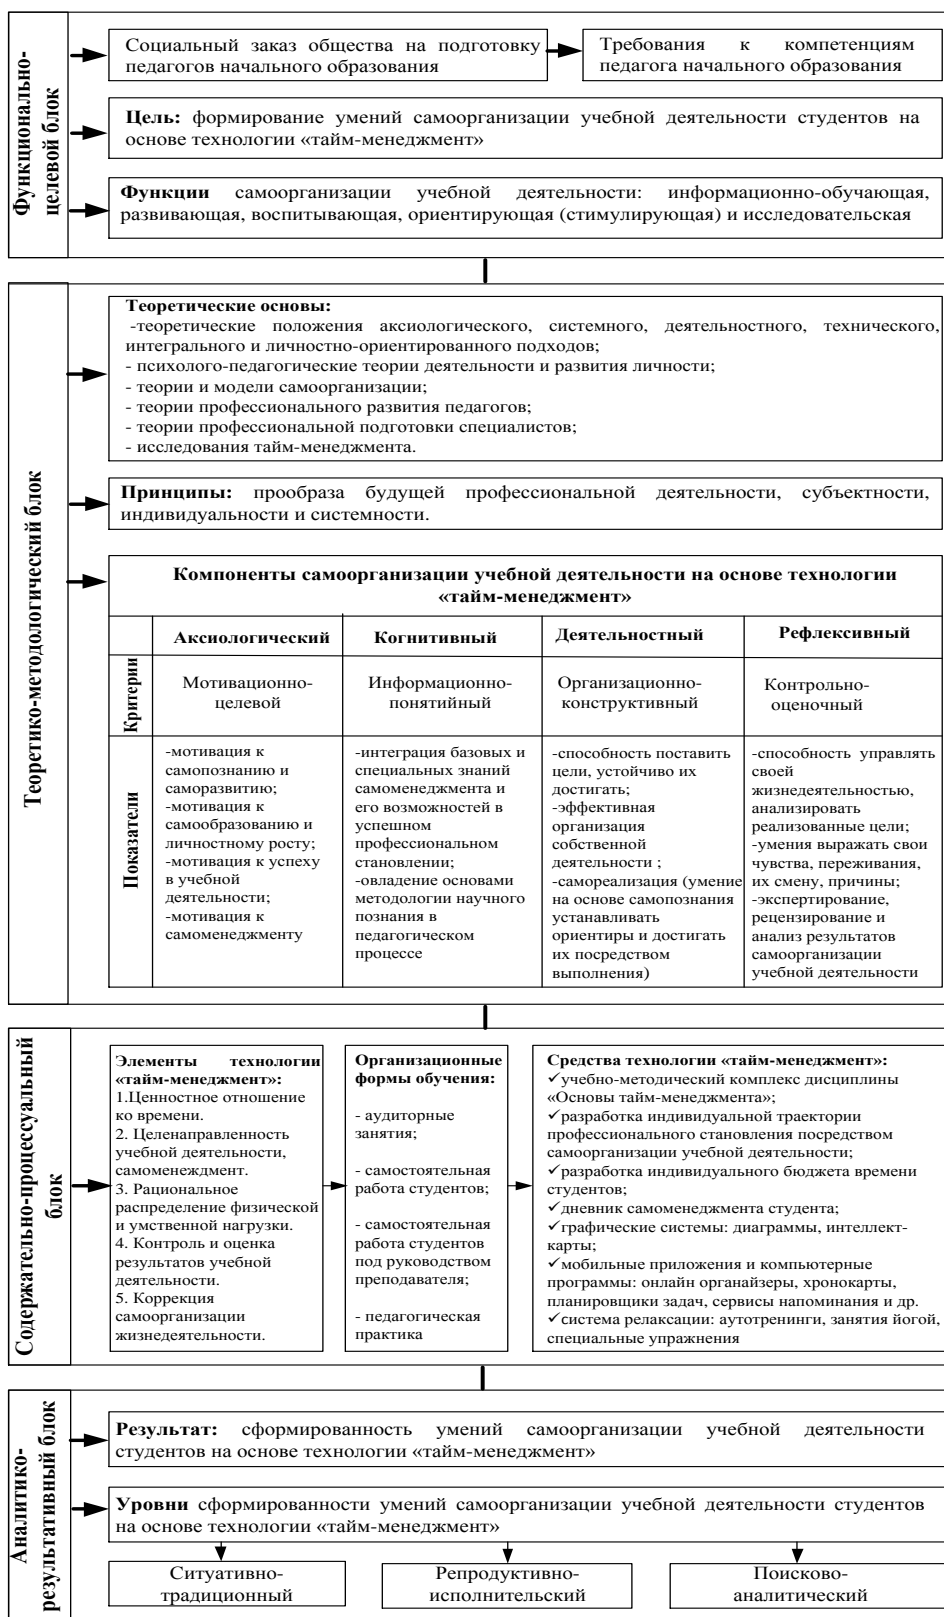 Функционально-
целевой блок
Социальный заказ общества на подготовку
педагогов начального образования
Требования к компетенциям
педагога начального образования
Цель: формирование умений самоорганизации учебной деятельности студентов на
основе технологии «тайм-менеджмент»
Функции самоорганизации учебной деятельности: информационно-обучающая,
развивающая, воспитывающая, ориентирующая (стимулирующая) и исследовательская
Теоретико-методологический блок
Теоретические основы:
-теоретические положения аксиологического, системного, деятельностного, технического,
интегрального и личностно-ориентированного подходов;
- психолого-педагогические теории деятельности и развития личности;
- теории и модели самоорганизации;
- теории профессионального развития педагогов;
- теории профессиональной подготовки специалистов;
- исследования тайм-менеджмента.
Принципы: прообраза будущей профессиональной деятельности, субъектности,
индивидуальности и системности.
Компоненты самоорганизации учебной деятельности на основе технологии
«тайм-менеджмент»
Аксиологический
Когнитивный
Деятельностный
Рефлексивный
Критерии
Мотивационно-
целевой
Информационно-
понятийный
Организационно-
конструктивный
Контрольно-
оценочный
Показатели
-мотивация к
самопознанию и
саморазвитию;
-мотивация к
самообразованию и
личностному росту;
-мотивация к успеху
в учебной
деятельности;
-мотивация к
самоменеджменту
-интеграция базовых и
специальных знаний
самоменеджмента и
его возможностей в
успешном
профессиональном
становлении;
-овладение основами
методологии научного
познания в
педагогическом
процессе
-способность поставить
цели, устойчиво их
достигать;
-эффективная
организация
собственной
деятельности ;
-самореализация (умение
на основе самопознания
устанавливать
ориентиры и достигать
их посредством
выполнения)
-способность управлять
своей
жизнедеятельностью,
анализировать
реализованные цели;
-умения выражать свои
чувства, переживания,
их смену, причины;
-экспертирование,
рецензирование и
анализ результатов
самоорганизации
учебной деятельности
Содержательно-процессуальный
блок
Элементы технологии
«тайм-менеджмент»:
1.Ценностное отношение
ко времени.
2. Целенаправленность
учебной деятельности,
самоменеждмент.
3. Рациональное
распределение физической
и умственной нагрузки.
4. Контроль и оценка
результатов учебной
деятельности.
5. Коррекция
самоорганизации
жизнедеятельности.
Организационные
формы обучения:
- аудиторные
занятия;
- самостоятельная
работа студентов;
- самостоятельная
работа студентов
под руководством
преподавателя;
- педагогическая
практика
Средства технологии «тайм-менеджмент»:
✓учебно-методический комплекс дисциплины
«Основы тайм-менеджмента»;
✓разработка индивидуальной траектории
профессионального становления посредством
самоорганизации учебной деятельности;
✓разработка индивидуального бюджета времени
студентов;
✓дневник самоменеджмента студента;
✓графические системы: диаграммы, интеллект-
карты;
✓мобильные приложения и компьютерные
программы: онлайн органайзеры, хронокарты,
планировщики задач, сервисы напоминания и др.
✓система релаксации: аутотренинги, занятия йогой,
специальные упражнения
Аналитико-
результативный блок
Результат: сформированность умений самоорганизации учебной деятельности
студентов на основе технологии «тайм-менеджмент»
Уровни сформированности умений самоорганизации учебной деятельности студентов
на основе технологии «тайм-менеджмент»
Ситуативно-
традиционный
Репродуктивно-
исполнительский
Поисково-
аналитический